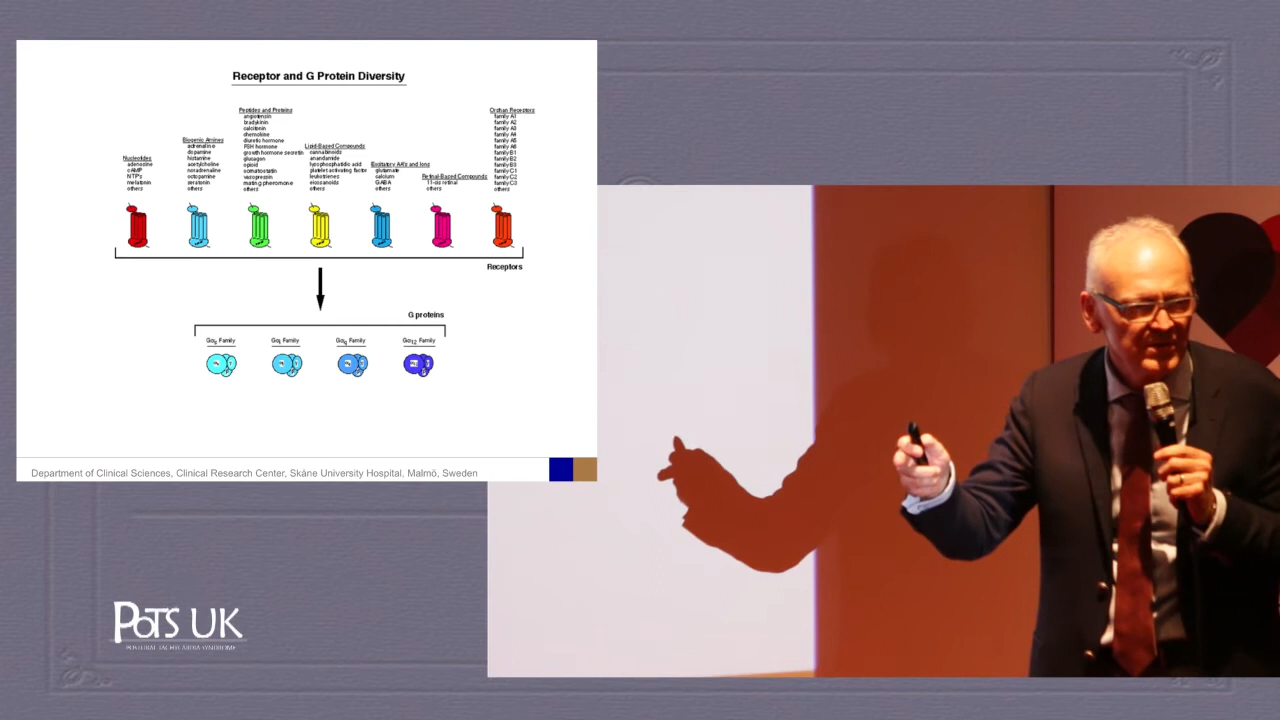 Receptor and G Protein Diversity
Nucleotides
adenosine
cAMP
NTPs
melatonin
others
Biogenic Amines
adrenaline
dopamine
histamine
acetylcholine
noradrenaline
octopamine
serotonin
others
Peptides and Proteins
angiotensin
bradykinin
calcitonin
chemokine
diuretic hormone
FSH hormone
growth hormone secretin
glucagon
opioid
somatostatin
vasopressin
mating pheromone
others
Lipid-Based Compounds
cannabinoids
anandamide
lysophosphatidic acid
platelet activating factor
leukotrienes
eicosanoids
others
Excitatory AA's and Ions
glutamate
calcium
GABA
others
Retinal-Based Compounds
11-cis retinal
others
Orphan Receptors
family A1
family A2
family A3
family A4
family A5
family A6
family B1
family B2
family B3
family C1
family C2
family C3
others
Receptors
G proteins
Gαs Family
Gαi Family
Gαq Family
Gα12 Family
Department of Clinical Sciences, Clinical Research Center, Skåne University Hospital, Malmö, Sweden
PoTS UK
POSTURAL TACHYCARDIA SYNDROME